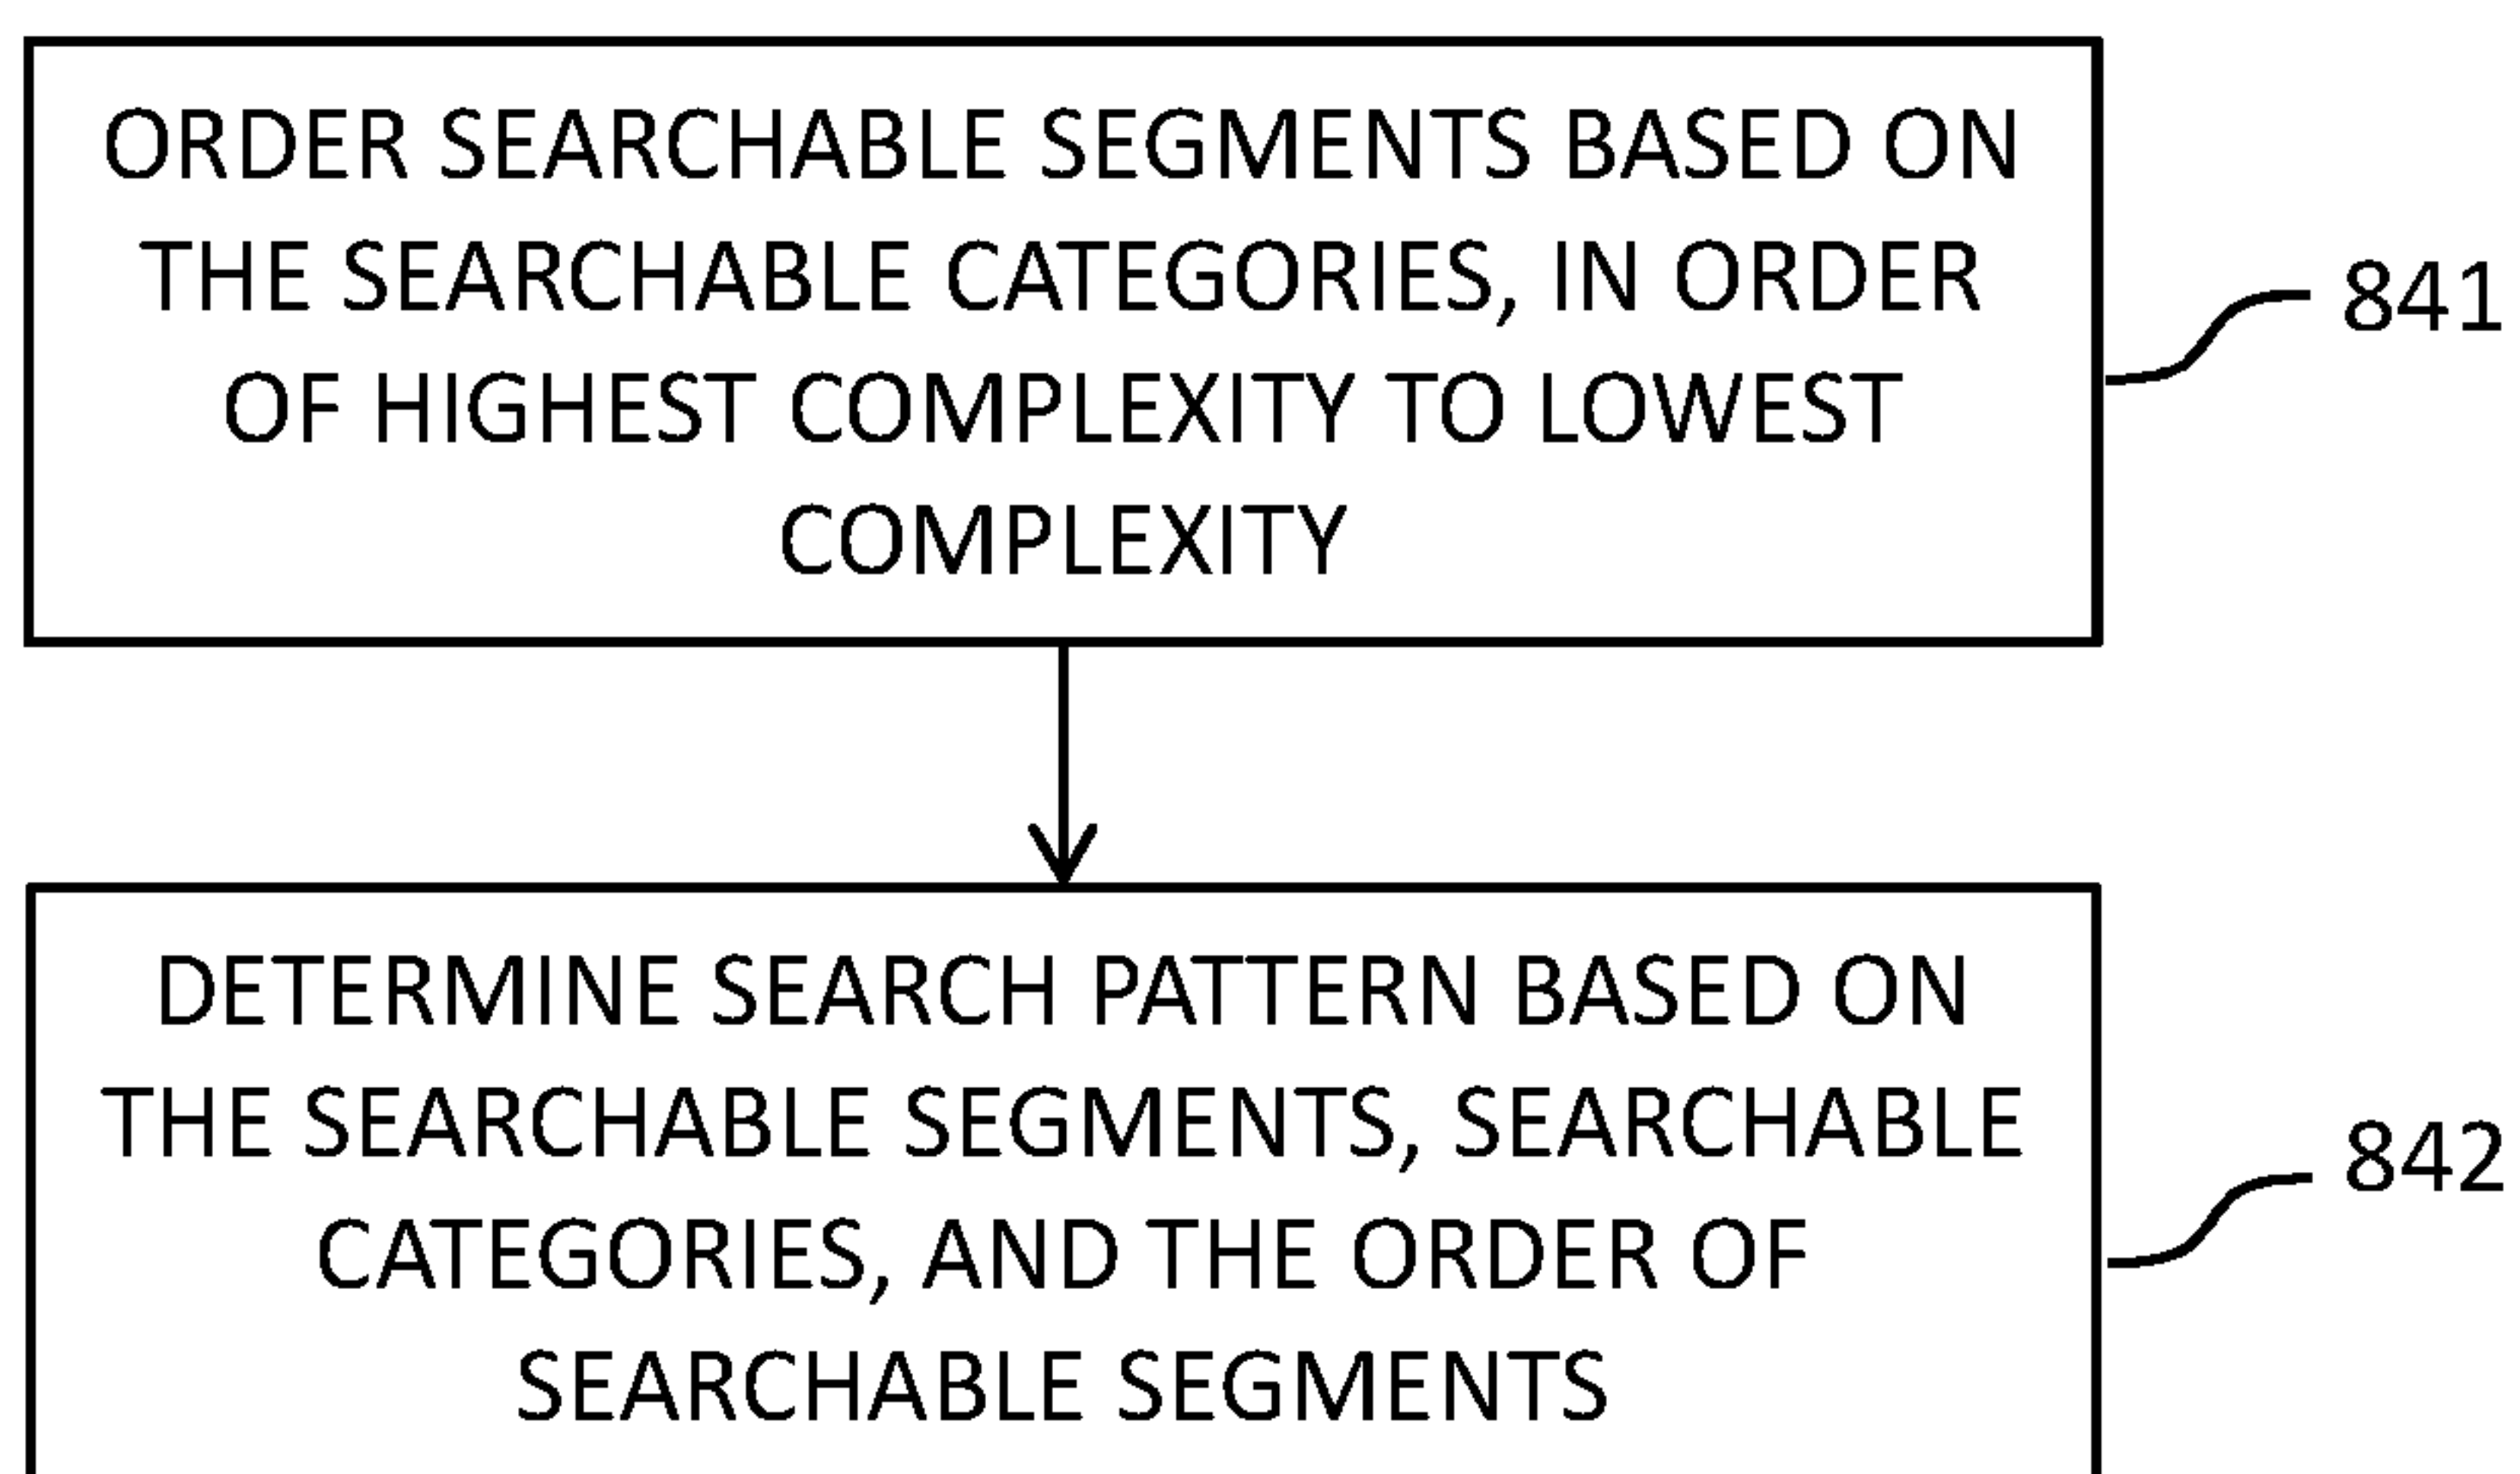 ORDER SEARCHABLE SEGMENTS BASED ON
THE SEARCHABLE CATEGORIES, IN ORDER
OF HIGHEST COMPLEXITY TO LOWEST
COMPLEXITY
841
DETERMINE SEARCH PATTERN BASED ON
THE SEARCHABLE SEGMENTS, SEARCHABLE
CATEGORIES, AND THE ORDER OF
SEARCHABLE SEGMENTS
842